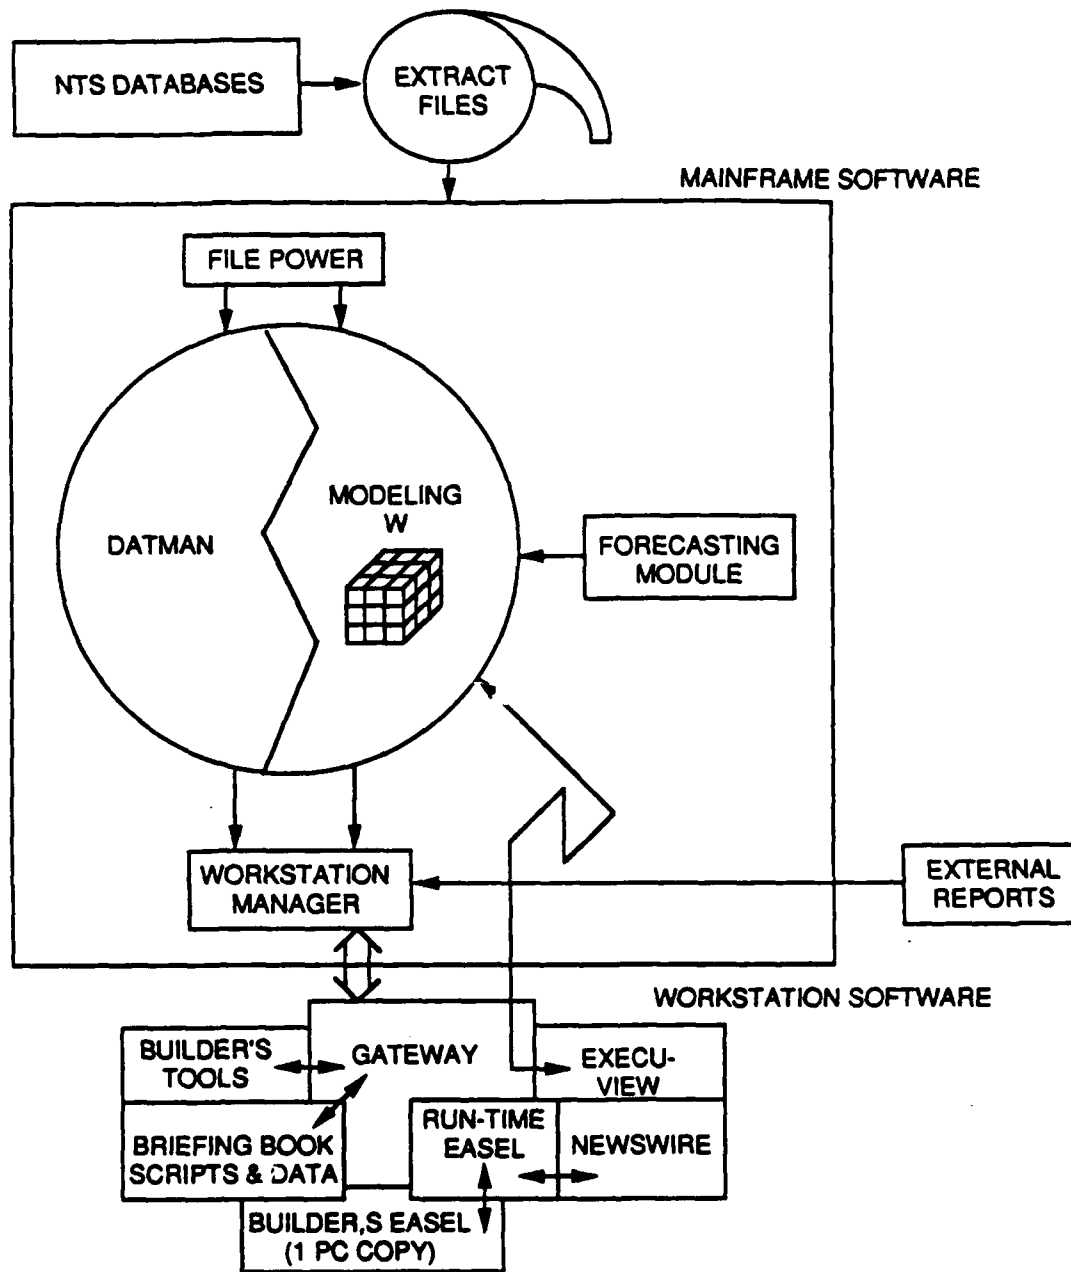 NTS DATABASES
EXTRACT
FILES
MAINFRAME SOFTWARE
FILE POWER
DATMAN
MODELING
W
FORECASTING
MODULE
WORKSTATION
MANAGER
EXTERNAL
REPORTS
WORKSTATION SOFTWARE
BUILDER'S
TOOLS
GATEWAY
EXECU-
VIEW
BRIEFING BOOK
SCRIPTS & DATA
RUN-TIME
EASEL
NEWSWIRE
BUILDER,S EASEL
(1 PC COPY)